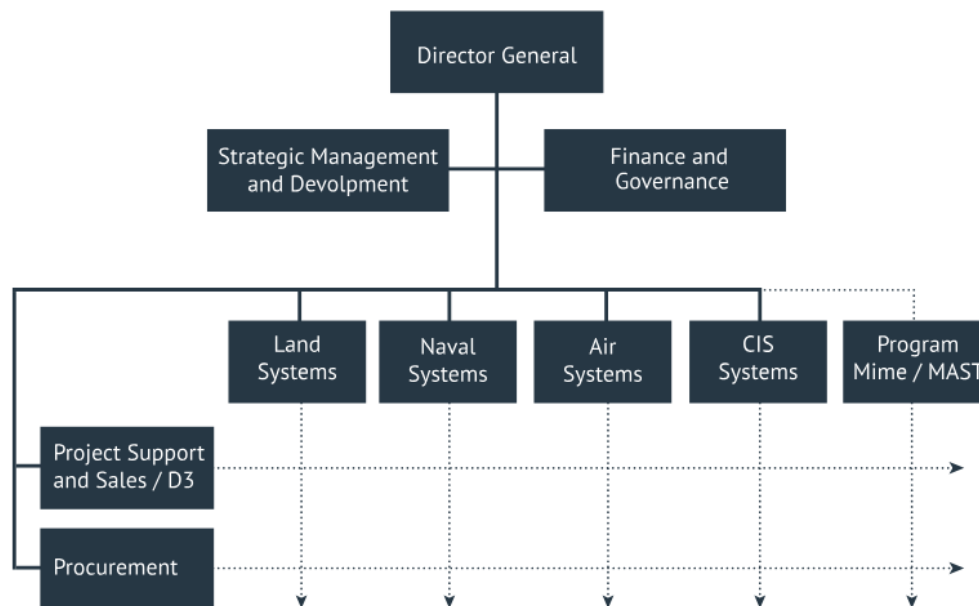 Director General
Strategic Management
and Devolpment
Finance and
Governance
Land
Systems
Naval
Systems
Air
Systems
CIS
Systems
Program
Mime / MAST
Project Support
and Sales / D3
Procurement